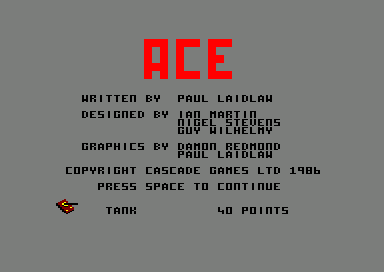 ACE
WRITTEN BY PAUL LAIDLAW
DESIGNED BY IAN MARTIN
NIGEL STEVENS
GUY WILHELMY
GRAPHICS BY DAMON REDMOND
PAUL LAIDLAW
COPYRIGHT CASCADE GAMES LTD 1986
PRESS SPACE TO CONTINUE
TANK 40 POINTS